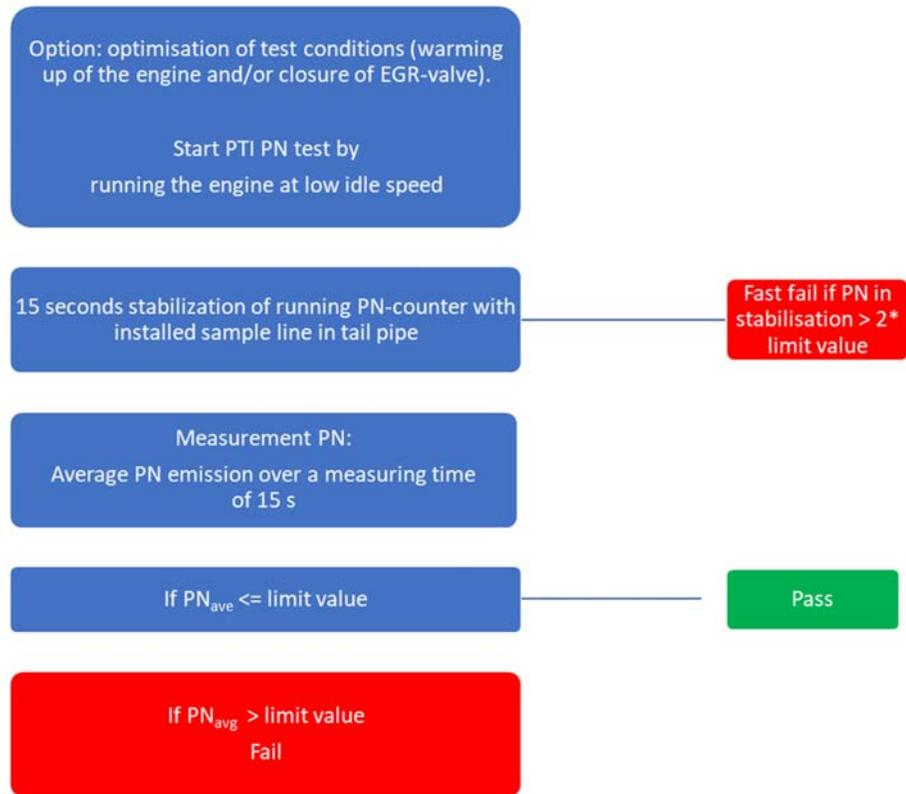 Option: optimisation of test conditions (warming
up of the engine and/or closure of EGR-valve).
Start PTI PN test by
running the engine at low idle speed
15 seconds stabilization of running PN-counter with
installed sample line in tail pipe
Fast fail if PN in
stabilisation > 2*
limit value
Measurement PN:
Average PN emission over a measuring time
of 15 s
If PNave <= limit value
Pass
If PNavg > limit value
Fail